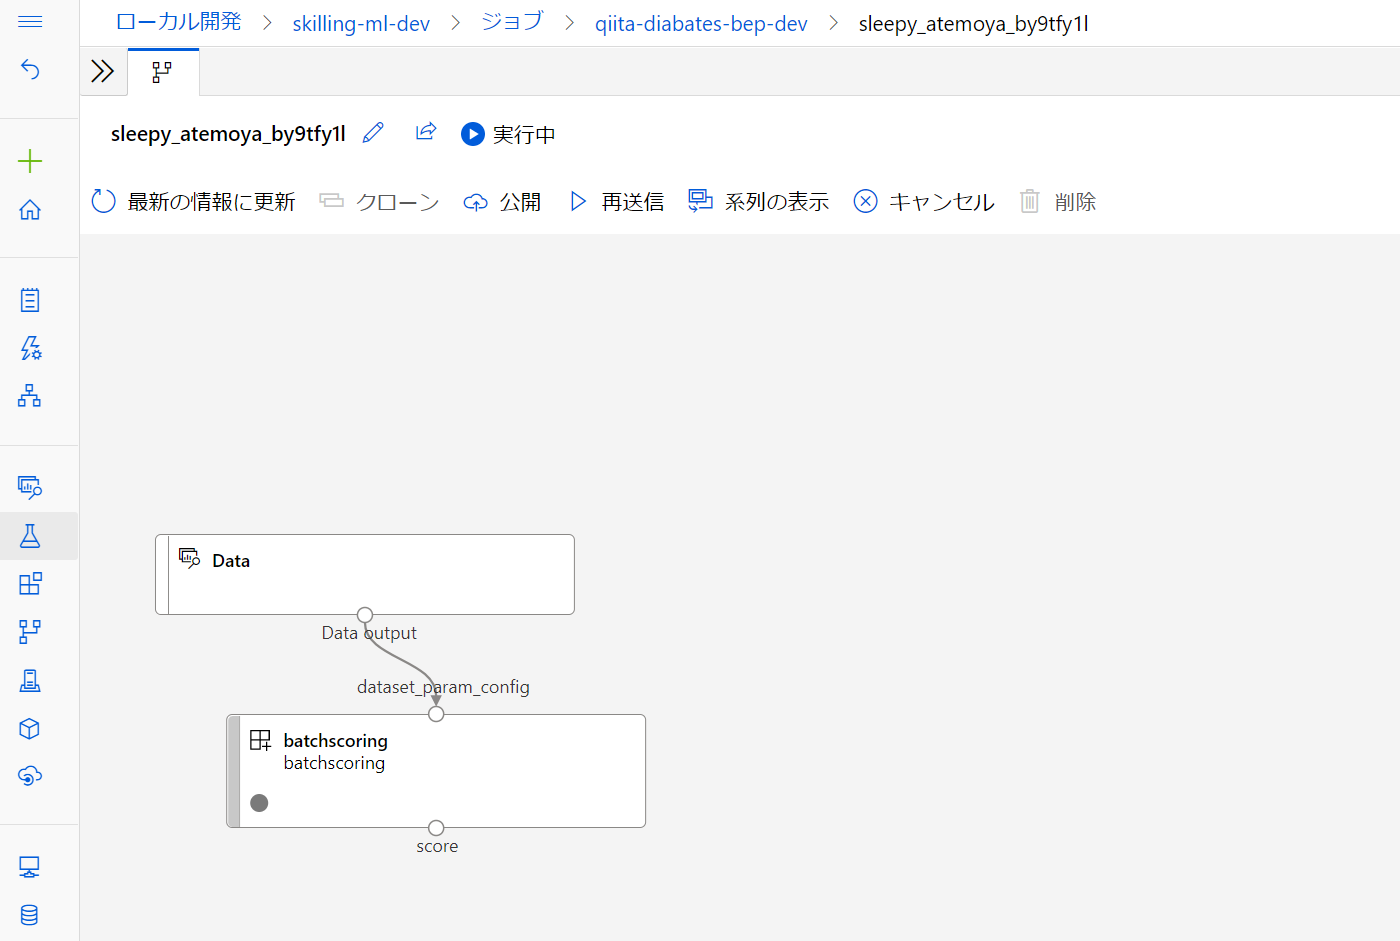 ローカル開発 > skilling-ml-dev > ジョブ > qiita-diabates-bep-dev > sleepy_atemoya_by9tfy1l
sleepy_atemoya_by9tfy1l 実行中
最新の情報に更新 クローン 公開 再送信 系列の表示 キャンセル 削除
Data
Data output
dataset_param_config
batchscoring
batchscoring
score